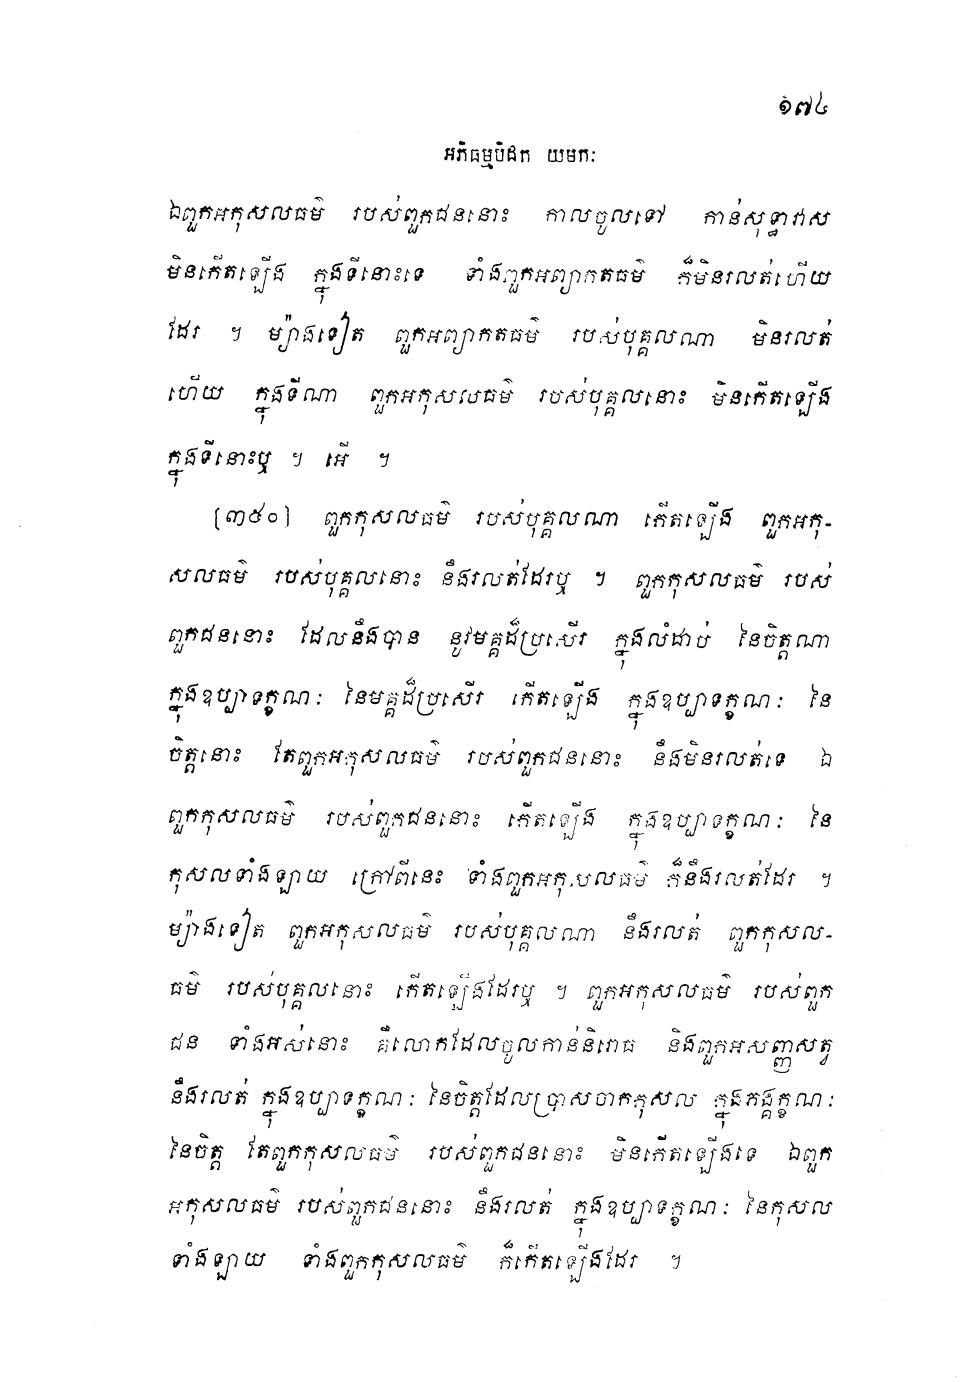 ១៧៤
អភិធម្មបិដក យមកៈ
ឯពួកអកុសលធម៌ របស់ពួកជននោះ កាលចូលទៅ កាន់សុទ្ធាវាស
មិនកើតឡើង ក្នុងទីនោះទេ ទាំងពួកអព្យាកតធម៌ ក៏មិនរលត់ហើយ
ដែរ ។ ម្យ៉ាងទៀត ពួកអព្យាកតធម៌ របស់បុគ្គលណា មិនរលត់
ហើយ ក្នុងទីណា ពួកអកុសលធម៌ របស់បុគ្គលនោះ មិនកើតឡើង
ក្នុងទីនោះឬ ។ អើ ។
[៣៥០] ពួកកុសលធម៌ របស់បុគ្គលណា កើតឡើង ពួកអកុ-
សលធម៌ របស់បុគ្គលនោះ នឹងរលត់ដែរឬ ។ ពួកកុសលធម៌ របស់
ពួកជននោះ ដែលនឹងបាន នូវមគ្គដ៏ប្រសើរ ក្នុងលំដាប់ នៃចិត្តណា
ក្នុងឧប្បាទក្ខណៈ នៃមគ្គដ៏ប្រសើរ កើតឡើង ក្នុងឧប្បាទក្ខណៈ នៃ
ចិត្តនោះ តែពួកអកុសលធម៌ របស់ពួកជននោះ នឹងមិនរលត់ទេ ឯ
ពួកកុសលធម៌ របស់ពួកជននោះ កើតឡើង ក្នុងឧប្បាទក្ខណៈ នៃ
កុសលទាំងឡាយ ក្រៅពីនេះ ទាំងពួកអកុសលធម៌ ក៏នឹងរលត់ដែរ ។
ម្យ៉ាងទៀត ពួកអកុសលធម៌ របស់បុគ្គលណា នឹងរលត់ ពួកកុសល-
ធម៌ របស់បុគ្គលនោះ កើតឡើងដែរឬ ។ ពួកអកុសលធម៌ របស់ពួក
ជន ទាំងអស់នោះ គឺលោកដែលចូលកាន់និរោធ និងពួកអសញ្ញសត្វ
នឹងរលត់ ក្នុងឧប្បាទក្ខណៈ នៃចិត្តដែលប្រាសចាកកុសល ក្នុងភង្គក្ខណៈ
នៃចិត្ត តែពួកកុសលធម៌ របស់ពួកជននោះ មិនកើតឡើងទេ ឯពួក
អកុសលធម៌ របស់ពួកជននោះ នឹងរលត់ ក្នុងឧប្បាទក្ខណៈ នៃកុសល
ទាំងឡាយ ទាំងពួកកុសលធម៌ ក៏កើតឡើងដែរ ។